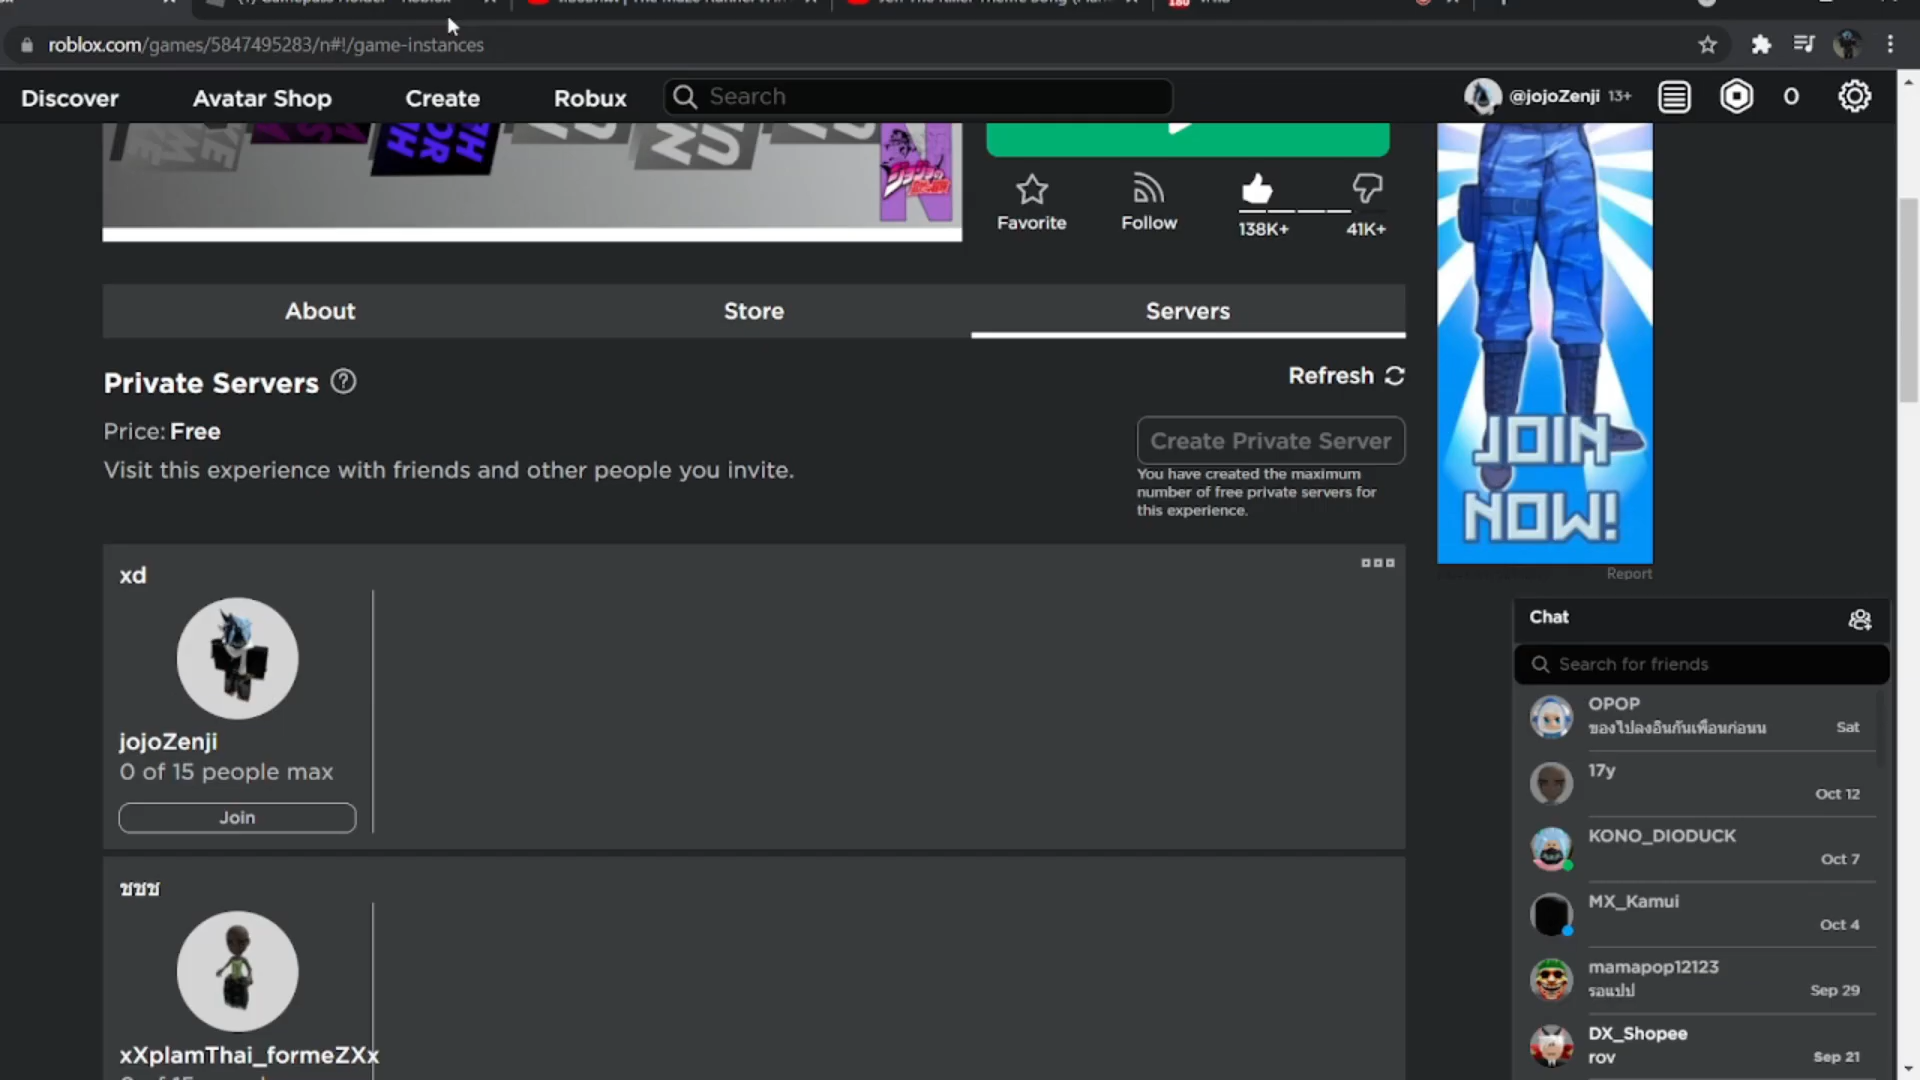 roblox.com/games/5847495283/n#!/game-instances
Discover
Avatar Shop
Create
Robux
Search
@jojoZenji 13+
0
Favorite
Follow
138K+
41K+
About
Store
Servers
Private Servers
Refresh
Price: Free
Visit this experience with friends and other people you invite.
Create Private Server
You have created the maximum
number of free private servers for
this experience.
JOIN
NOW!
Report
xd
jojoZenji
0 of 15 people max
Join
ชชช
xXplamThai_formeZXx
Chat
Search for friends
OPOP
ของไปลงอินกันเพื่อนก่อนน
Sat
17y
Oct 12
KONO_DIODUCK
Oct 7
MX_Kamui
Oct 4
mamapop12123
รอแปป
Sep 29
DX_Shopee
rov
Sep 21